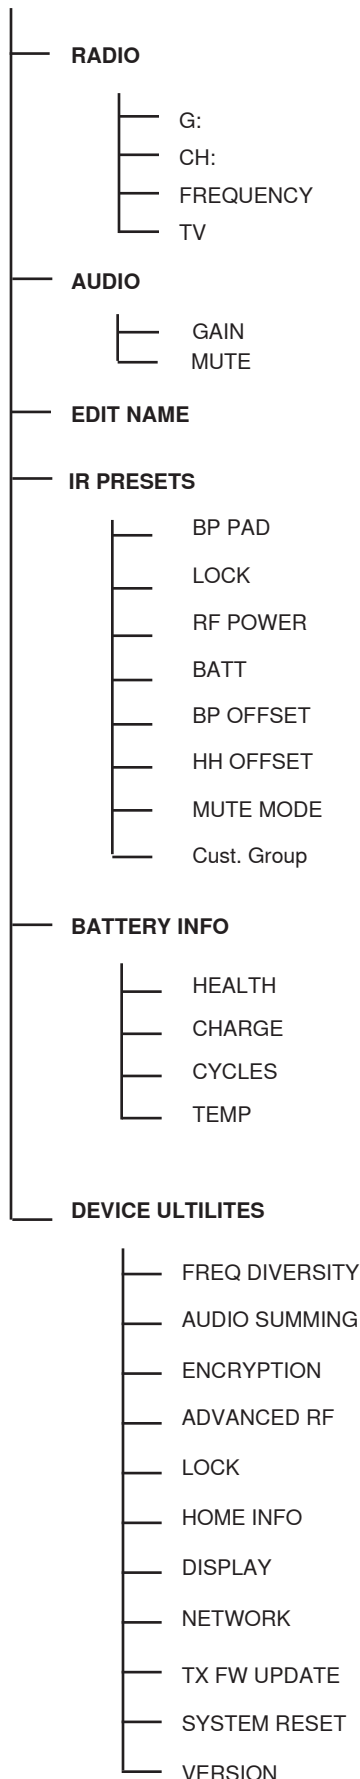 RADIO
G:
CH:
FREQUENCY
TV
AUDIO
GAIN
MUTE
EDIT NAME
IR PRESETS
BP PAD
LOCK
RF POWER
BATT
BP OFFSET
HH OFFSET
MUTE MODE
Cust. Group
BATTERY INFO
HEALTH
CHARGE
CYCLES
TEMP
DEVICE ULTILITES
FREQ DIVERSITY
AUDIO SUMMING
ENCRYPTION
ADVANCED RF
LOCK
HOME INFO
DISPLAY
NETWORK
TX FW UPDATE
SYSTEM RESET
VERSION